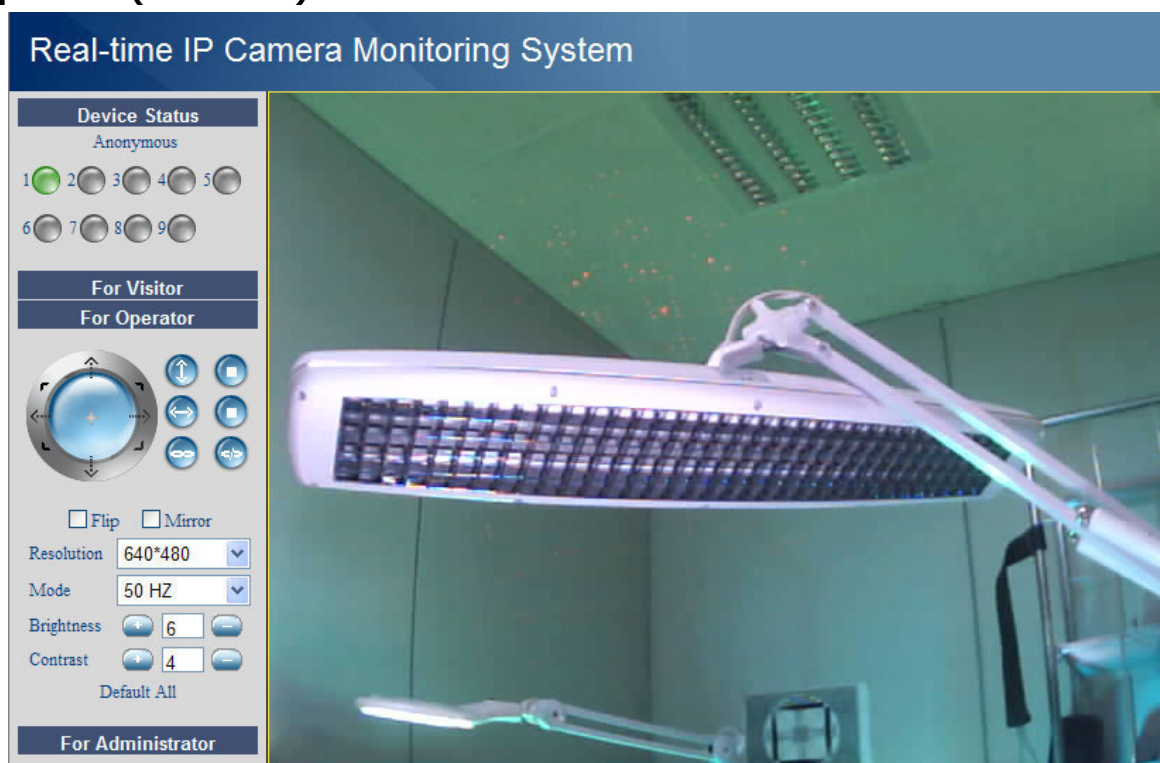 Real-time IP Camera Monitoring System
Device Status
Anonymous
1 2 3 4 5
6 7 8 9
For Visitor
For Operator
Flip Mirror
Resolution 640*480
Mode 50 HZ
Brightness + 6 -
Contrast + 4 -
Default All
For Administrator